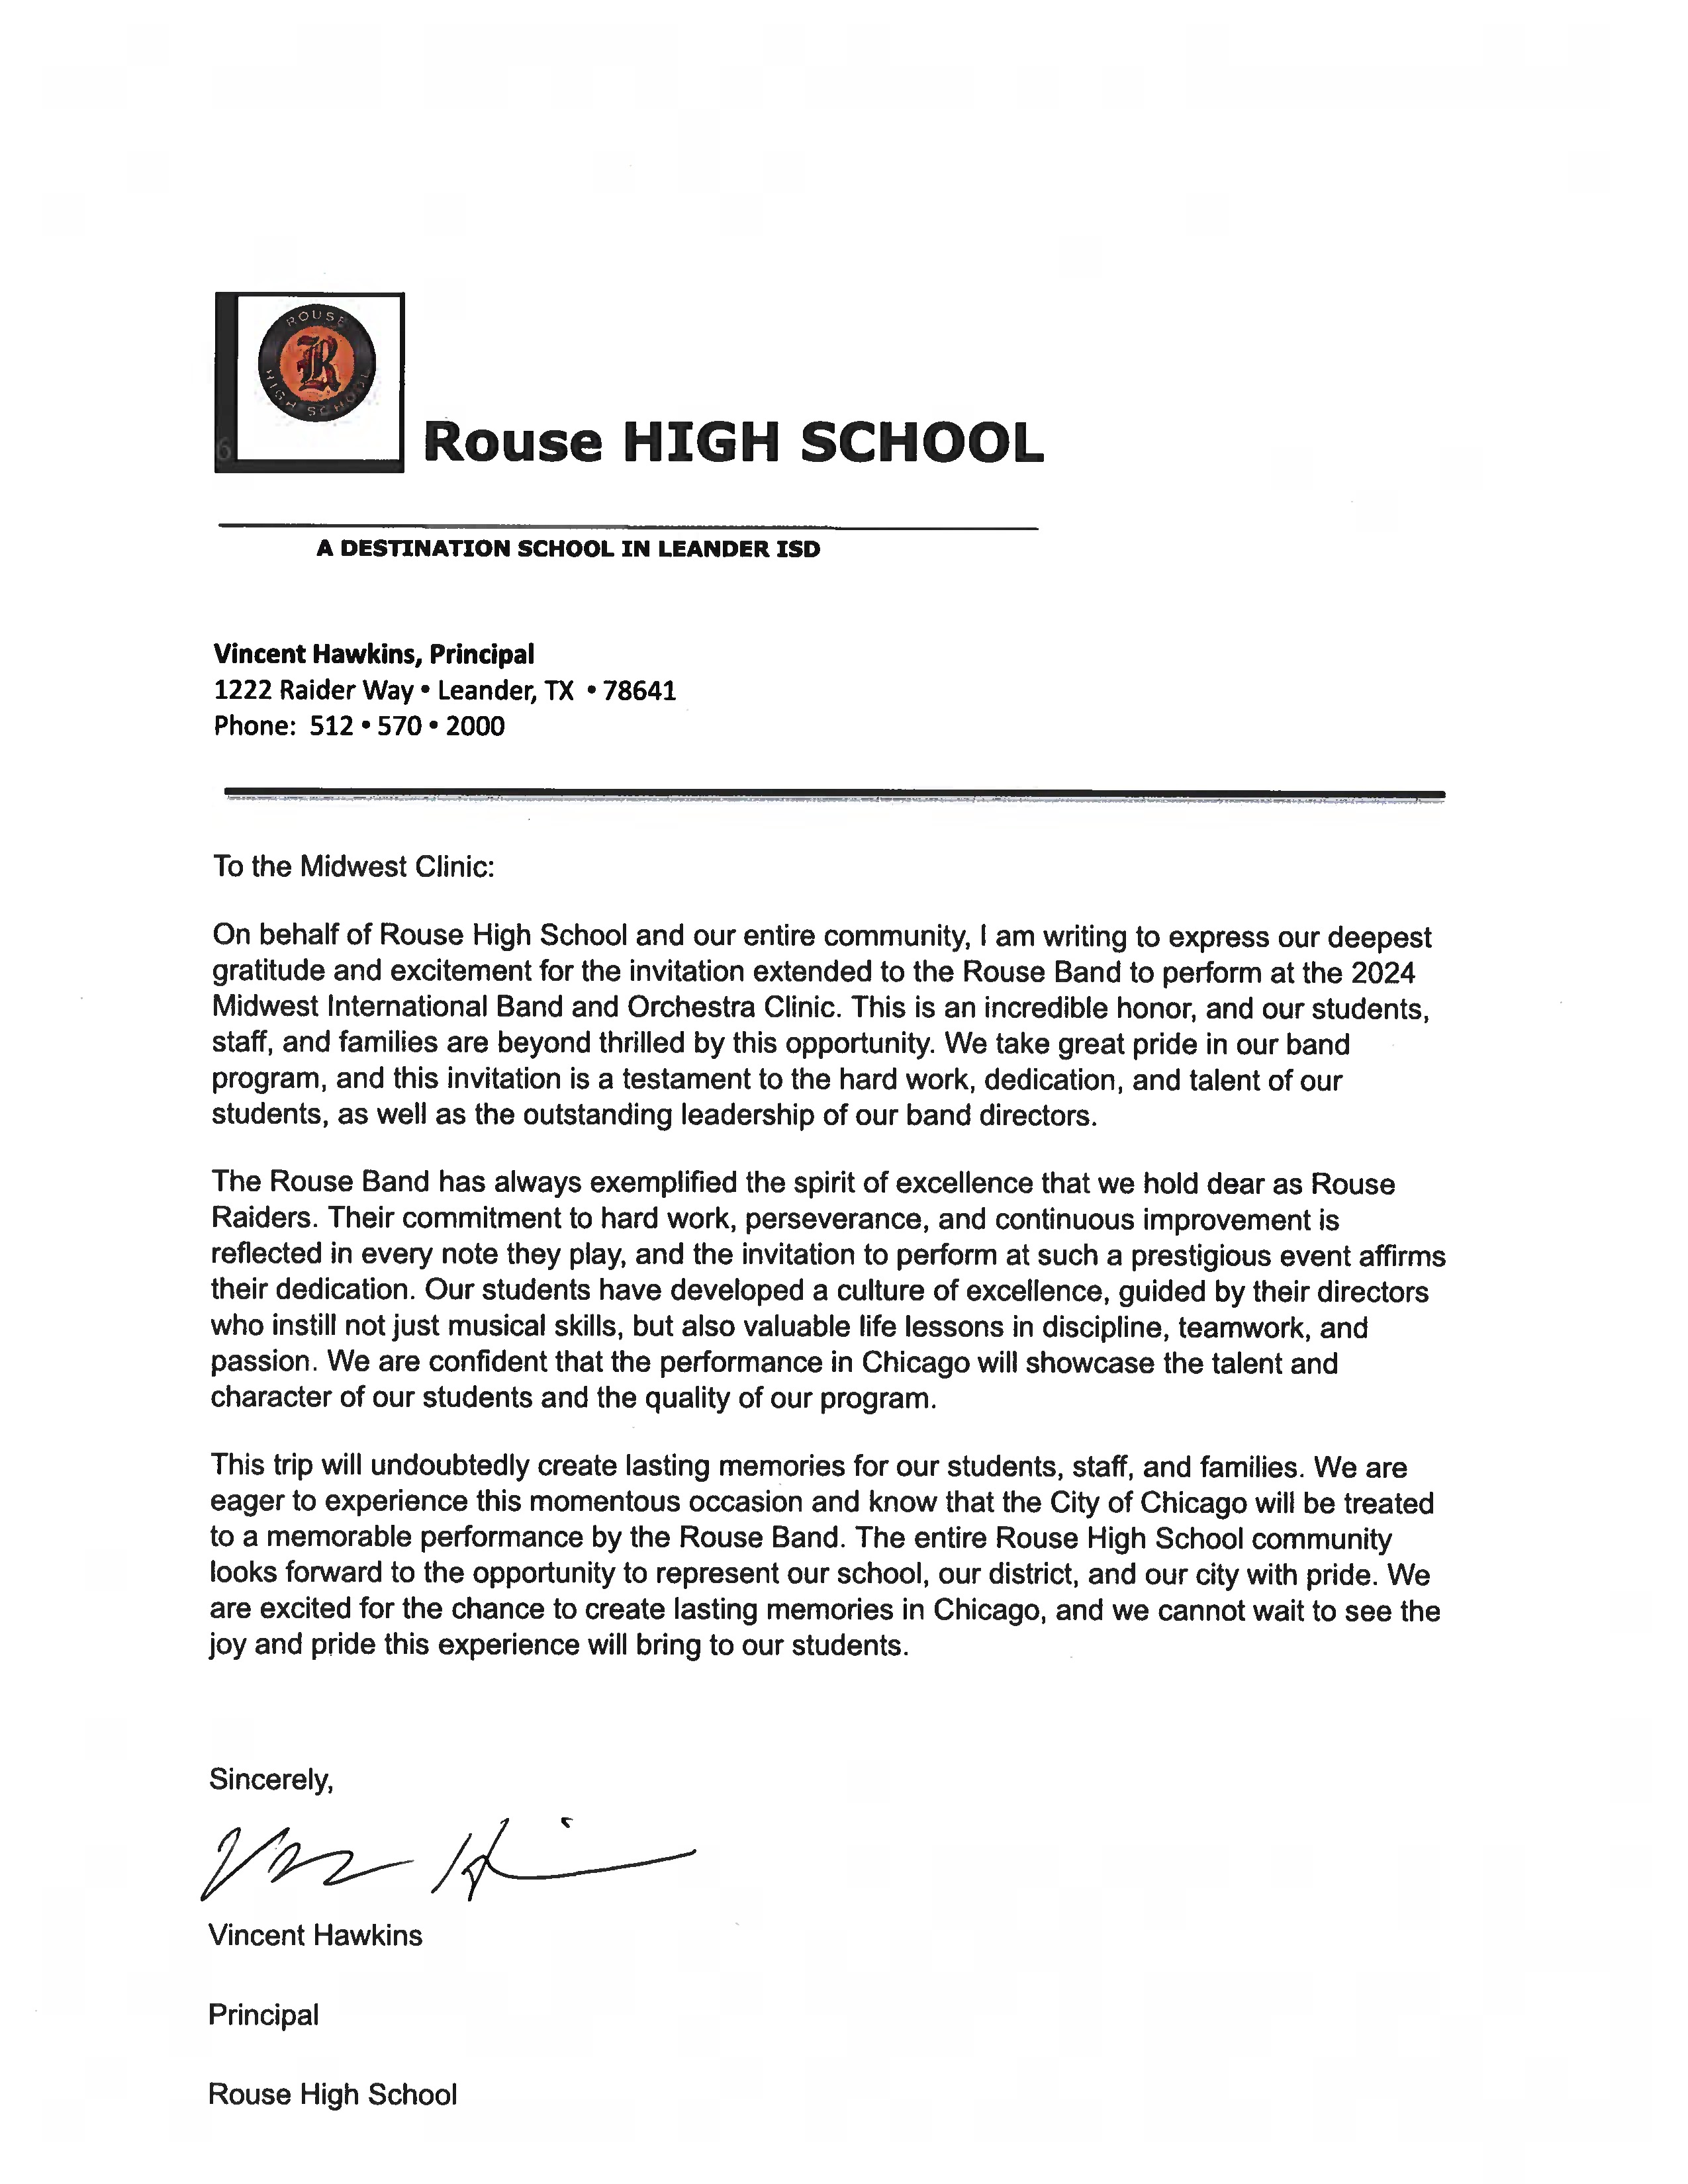 ROUSE
R
HIGH SCHOOL
6
Rouse HIGH SCHOOL
A DESTINATION SCHOOL IN LEANDER ISD
Vincent Hawkins, Principal
1222 Raider Way • Leander, TX • 78641
Phone: 512 • 570 • 2000
To the Midwest Clinic:
On behalf of Rouse High School and our entire community, I am writing to express our deepest
gratitude and excitement for the invitation extended to the Rouse Band to perform at the 2024
Midwest International Band and Orchestra Clinic. This is an incredible honor, and our students,
staff, and families are beyond thrilled by this opportunity. We take great pride in our band
program, and this invitation is a testament to the hard work, dedication, and talent of our
students, as well as the outstanding leadership of our band directors.
The Rouse Band has always exemplified the spirit of excellence that we hold dear as Rouse
Raiders. Their commitment to hard work, perseverance, and continuous improvement is
reflected in every note they play, and the invitation to perform at such a prestigious event affirms
their dedication. Our students have developed a culture of excellence, guided by their directors
who instill not just musical skills, but also valuable life lessons in discipline, teamwork, and
passion. We are confident that the performance in Chicago will showcase the talent and
character of our students and the quality of our program.
This trip will undoubtedly create lasting memories for our students, staff, and families. We are
eager to experience this momentous occasion and know that the City of Chicago will be treated
to a memorable performance by the Rouse Band. The entire Rouse High School community
looks forward to the opportunity to represent our school, our district, and our city with pride. We
are excited for the chance to create lasting memories in Chicago, and we cannot wait to see the
joy and pride this experience will bring to our students.
Sincerely,
Vincent Hawkins
Principal
Rouse High School